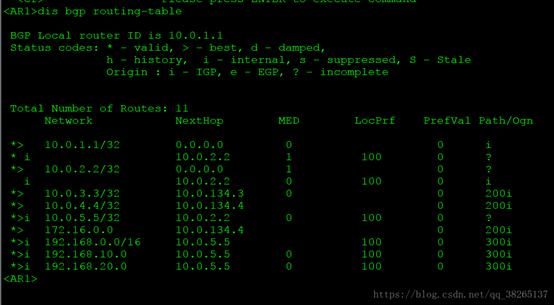 <AR1>dis bgp routing-table
BGP Local router ID is 10.0.1.1
Status codes: * - valid, > - best, d - damped,
h - history, i - internal, s - suppressed, S - Stale
Origin : i - IGP, e - EGP, ? - incomplete
Total Number of Routes: 11
Network NextHop MED LocPrf PrefVal Path/Ogn
*> 10.0.1.1/32 0.0.0.0 0 0 i
* i 10.0.2.2 1 100 0 ?
*> 10.0.2.2/32 0.0.0.0 1 0 ?
i 10.0.2.2 0 100 0 i
*> 10.0.3.3/32 10.0.134.3 0 0 200i
*> 10.0.4.4/32 10.0.134.4 0 200i
*>i 10.0.5.5/32 10.0.2.2 0 100 0 ?
*> 172.16.0.0 10.0.134.4 0 200i
*>i 192.168.0.0/16 10.0.5.5 100 0 300i
*>i 192.168.10.0 10.0.5.5 0 100 0 300i
*>i 192.168.20.0 10.0.5.5 0 100 0 300i
<AR1>
https://blog.csdn.net/qq_38265137